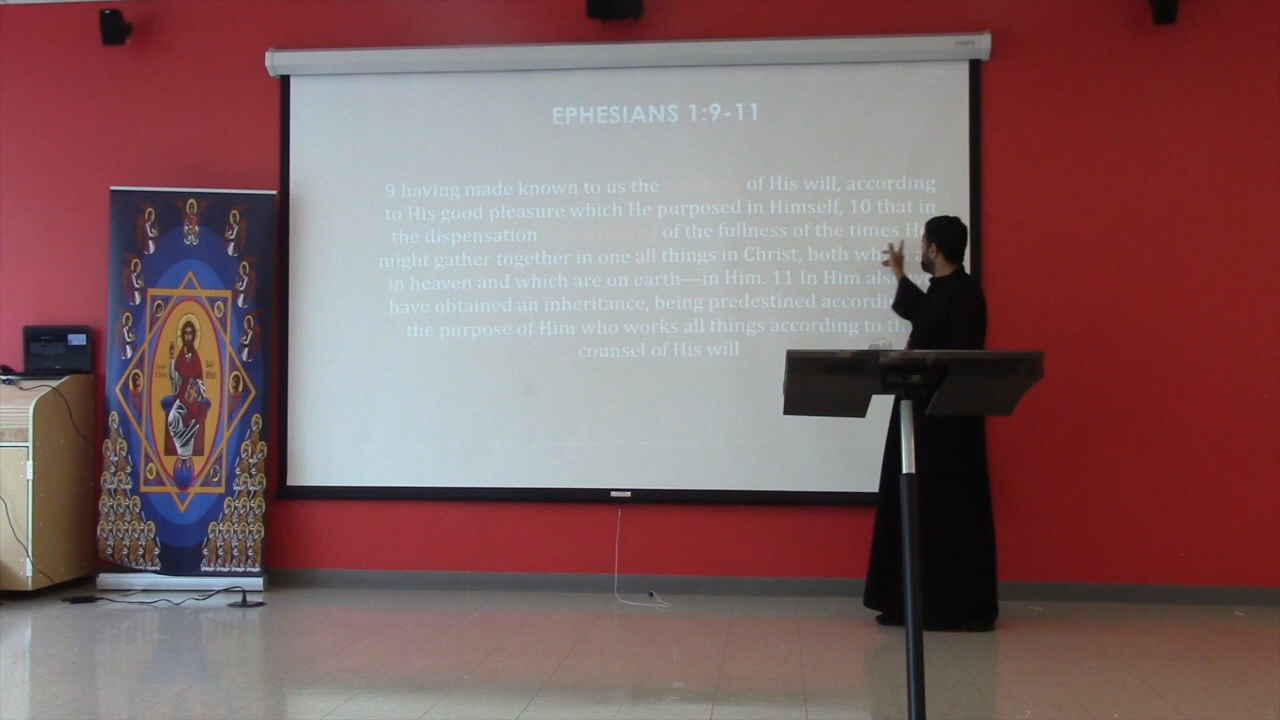 EPHESIANS 1:9-11
9 having made known to us the of His will, according
to His good pleasure which He purposed in Himself, 10 that in
the dispensation of the fullness of the times
might gather together in one all things in Christ, both
in heaven and which are on earth—in Him. 11 In Him
have obtained an inheritance, being predestined
the purpose of Him who works all things according to
counsel of His will